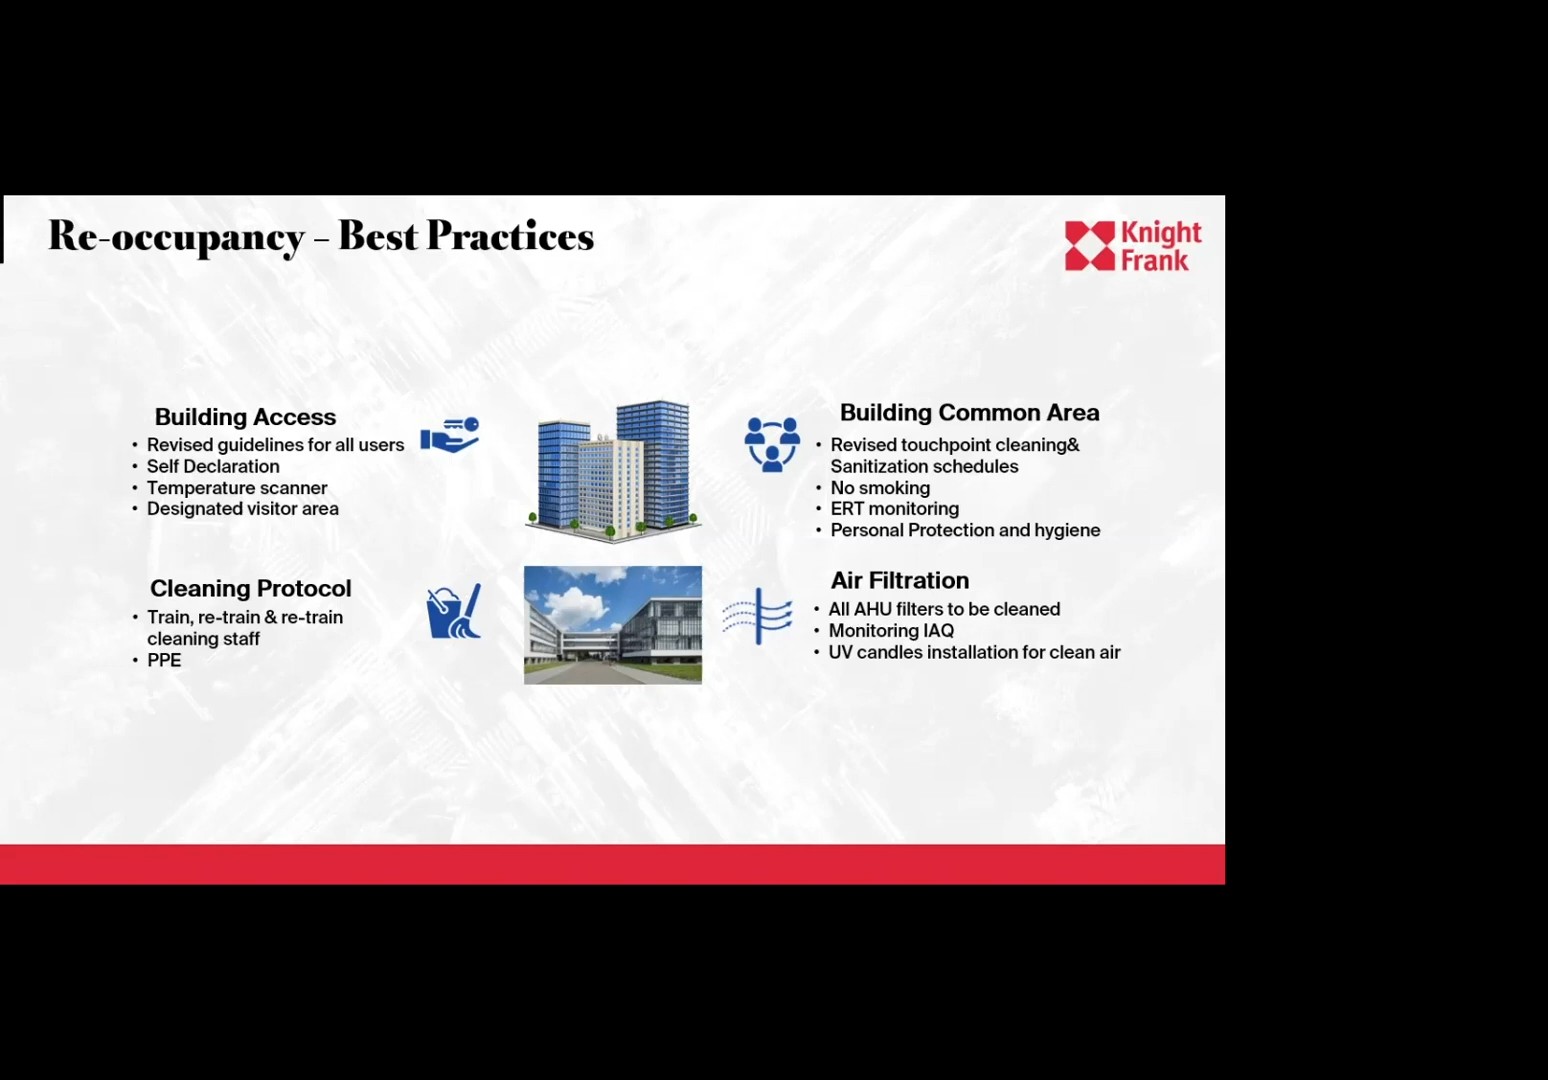 Re-occupancy – Best Practices
Knight
Frank
Building Access
• Revised guidelines for all users
• Self Declaration
• Temperature scanner
• Designated visitor area
Building Common Area
• Revised touchpoint cleaning&
Sanitization schedules
• No smoking
• ERT monitoring
• Personal Protection and hygiene
Cleaning Protocol
• Train, re-train & re-train
cleaning staff
• PPE
Air Filtration
• All AHU filters to be cleaned
• Monitoring IAQ
• UV candles installation for clean air